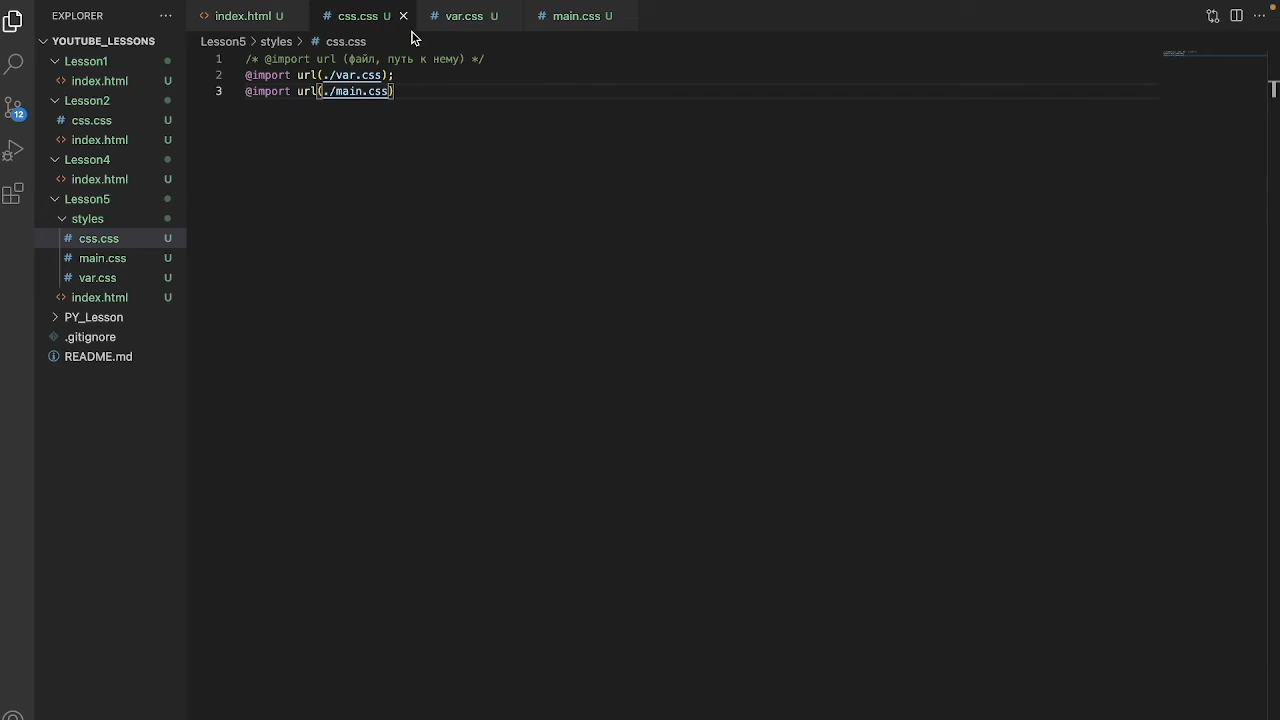 EXPLORER ...
YOUTUBE_LESSONS
Lesson1
index.html U
Lesson2
css.css U
index.html U
Lesson4
index.html U
Lesson5
styles
css.css U
main.css U
var.css U
index.html U
PY_Lesson
.gitignore
README.md
12
index.html U
css.css U
var.css U
main.css U
Lesson5 > styles > # css.css
1 /* @import url (файл, путь к нему) */
2 @import url(./var.css);
3 @import url(./main.css)